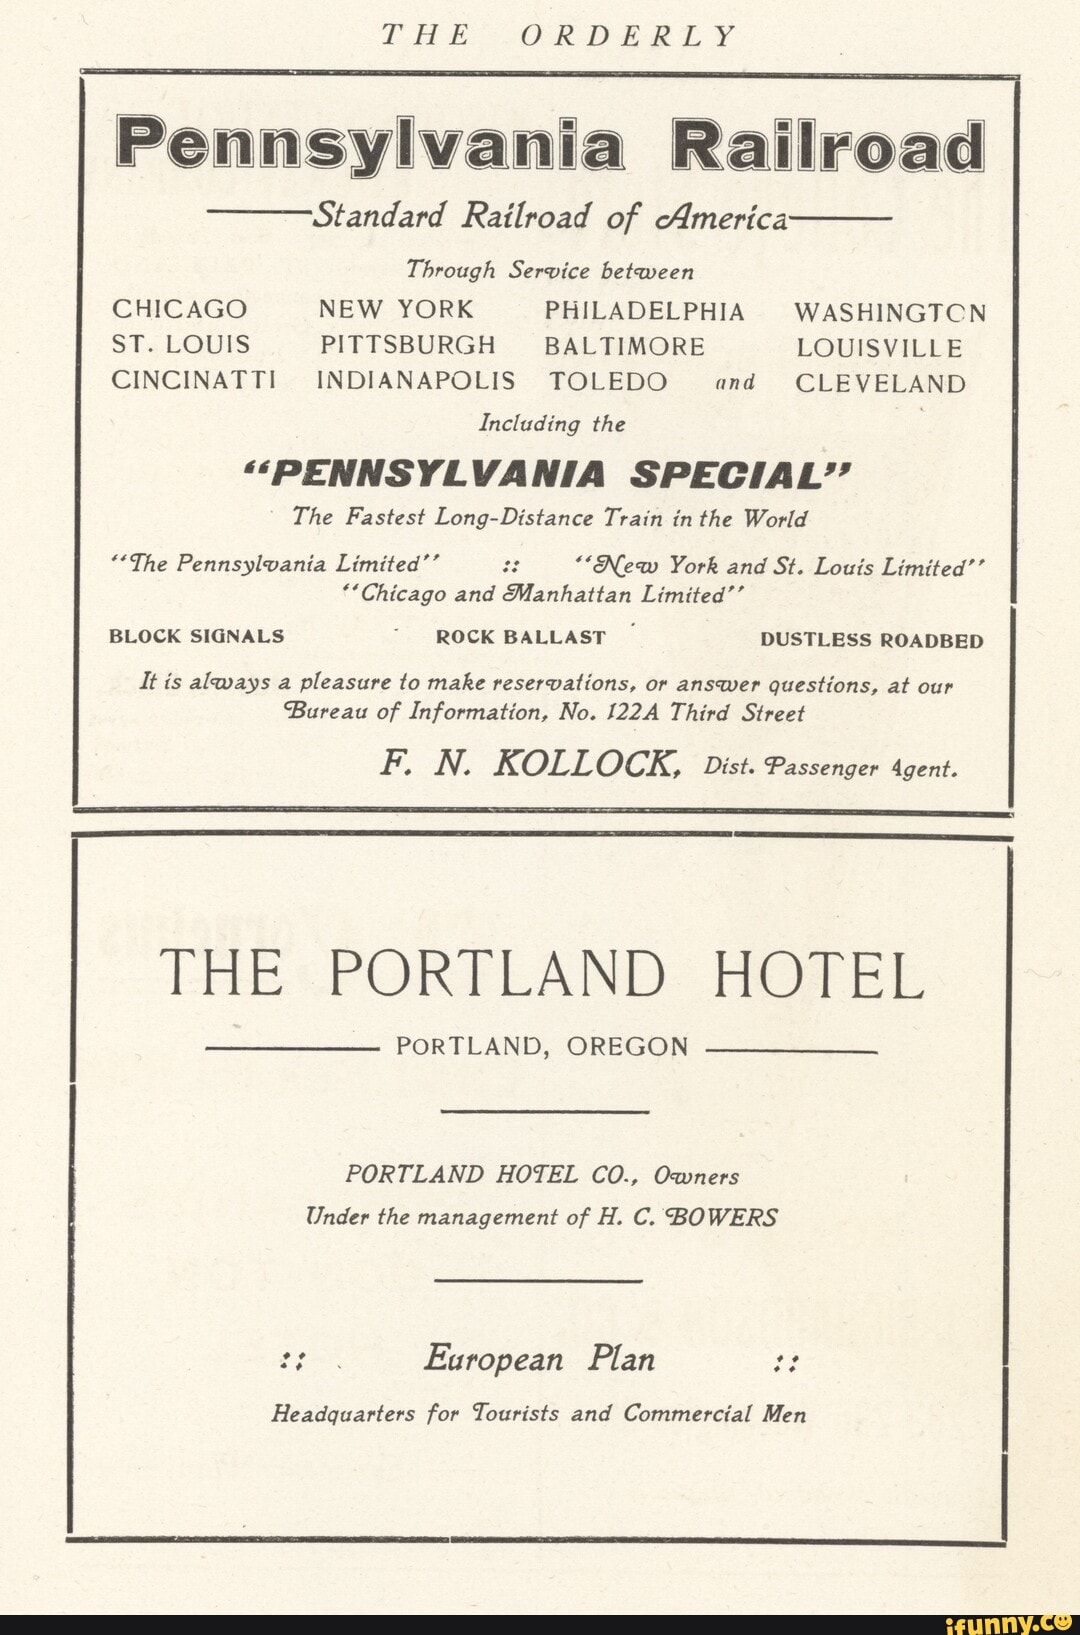 THE ORDERLY
Pennsylvania Railroad
Standard Railroad of America
Through Service between
CHICAGO NEW YORK PHILADELPHIA WASHINGTON
ST. LOUIS PITTSBURGH BALTIMORE LOUISVILLE
CINCINATTI INDIANAPOLIS TOLEDO and CLEVELAND
Including the
“PENNSYLVANIA SPECIAL”
The Fastest Long-Distance Train in the World
“The Pennsylvania Limited” :: “New York and St. Louis Limited”
“Chicago and Manhattan Limited”
BLOCK SIGNALS ROCK BALLAST DUSTLESS ROADBED
It is always a pleasure to make reservations, or answer questions, at our
Bureau of Information, No. 122A Third Street
F. N. KOLLOCK, Dist. Passenger Agent.
THE PORTLAND HOTEL
PORTLAND, OREGON
PORTLAND HOTEL CO., Owners
Under the management of H. C. BOWERS
:: European Plan ::
Headquarters for Tourists and Commercial Men
ifunny.co